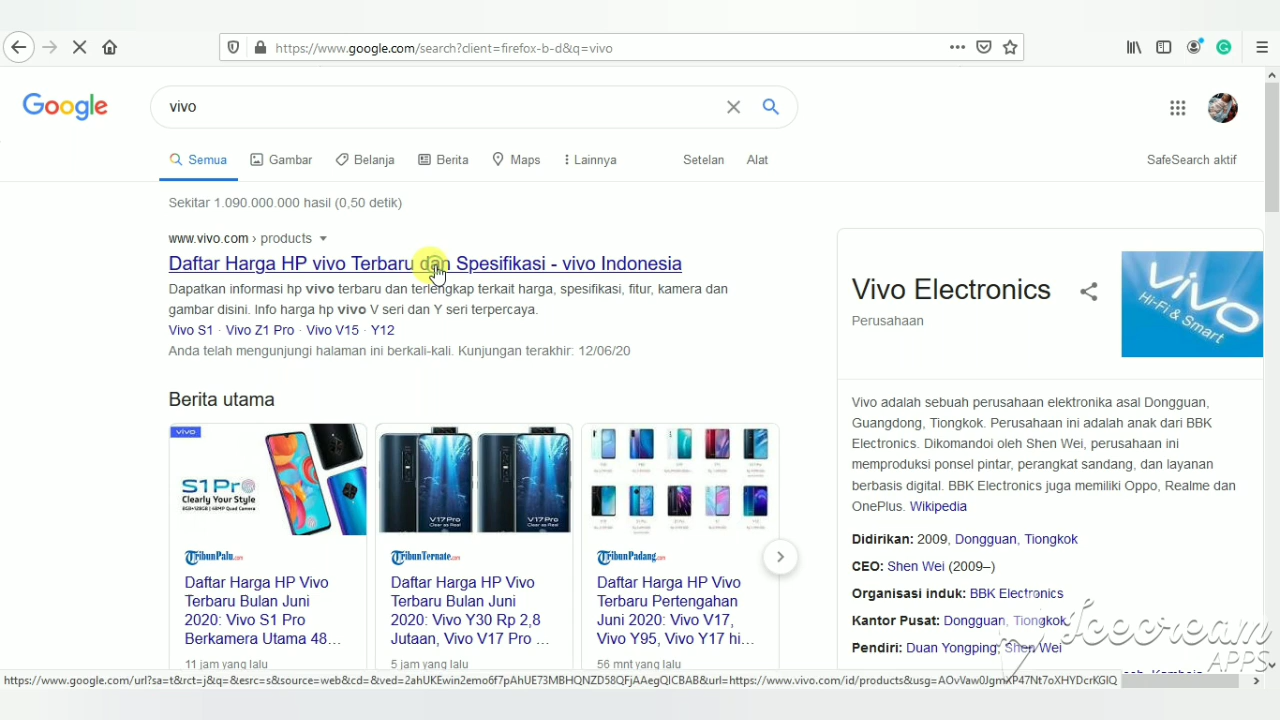 https://www.google.com/search?client=firefox-b-d&q=vivo
Google
vivo
Semua
Gambar
Belanja
Berita
Maps
Lainnya
Setelan
Alat
SafeSearch aktif
Sekitar 1.090.000.000 hasil (0,50 detik)
www.vivo.com › products
Daftar Harga HP vivo Terbaru dan Spesifikasi - vivo Indonesia
Dapatkan informasi hp vivo terbaru dan terlengkap terkait harga, spesifikasi, fitur, kamera dan
gambar disini. Info harga hp vivo V seri dan Y seri terpercaya.
Vivo S1 · Vivo Z1 Pro · Vivo V15 · Y12
Anda telah mengunjungi halaman ini berkali-kali. Kunjungan terakhir: 12/06/20
Berita utama
vivo
S1Pro
Clearly Your Style
8GB+128GB | 48MP Quad Camera
TribunPalu.com
Daftar Harga HP Vivo
Terbaru Bulan Juni
2020: Vivo S1 Pro
Berkamera Utama 48...
11 jam yang lalu
V17Pro
Clear as Real
V17Pro
Clear as Real
TribunTernate.com
Daftar Harga HP Vivo
Terbaru Bulan Juni
2020: Vivo Y30 Rp 2,8
Jutaan, Vivo V17 Pro ...
5 jam yang lalu
TribunPadang.com
Daftar Harga HP Vivo
Terbaru Pertengahan
Juni 2020: Vivo V17,
Vivo Y95, Vivo Y17 hi...
56 mnt yang lalu
Vivo Electronics
Perusahaan
vivo
Hi-Fi & Smart
Vivo adalah sebuah perusahaan elektronika asal Dongguan,
Guangdong, Tiongkok. Perusahaan ini adalah anak dari BBK
Electronics. Dikomandoi oleh Shen Wei, perusahaan ini
memproduksi ponsel pintar, perangkat sandang, dan layanan
berbasis digital. BBK Electronics juga memiliki Oppo, Realme dan
OnePlus. Wikipedia
Didirikan: 2009, Dongguan, Tiongkok
CEO: Shen Wei (2009–)
Organisasi induk: BBK Electronics
Kantor Pusat: Dongguan, Tiongkok
Pendiri: Duan Yongping, Shen Wei
Icecream
APPS
https://www.google.com/url?sa=t&rct=j&q=&esrc=s&source=web&cd=&ved=2ahUKEwin2emo6f7pAhUE73MBHQNZD58QFjAAegQICBAB&url=https://www.vivo.com/id/products&usg=AOvVaw0JgmXP47Nt7oXHYDcrKGIQ